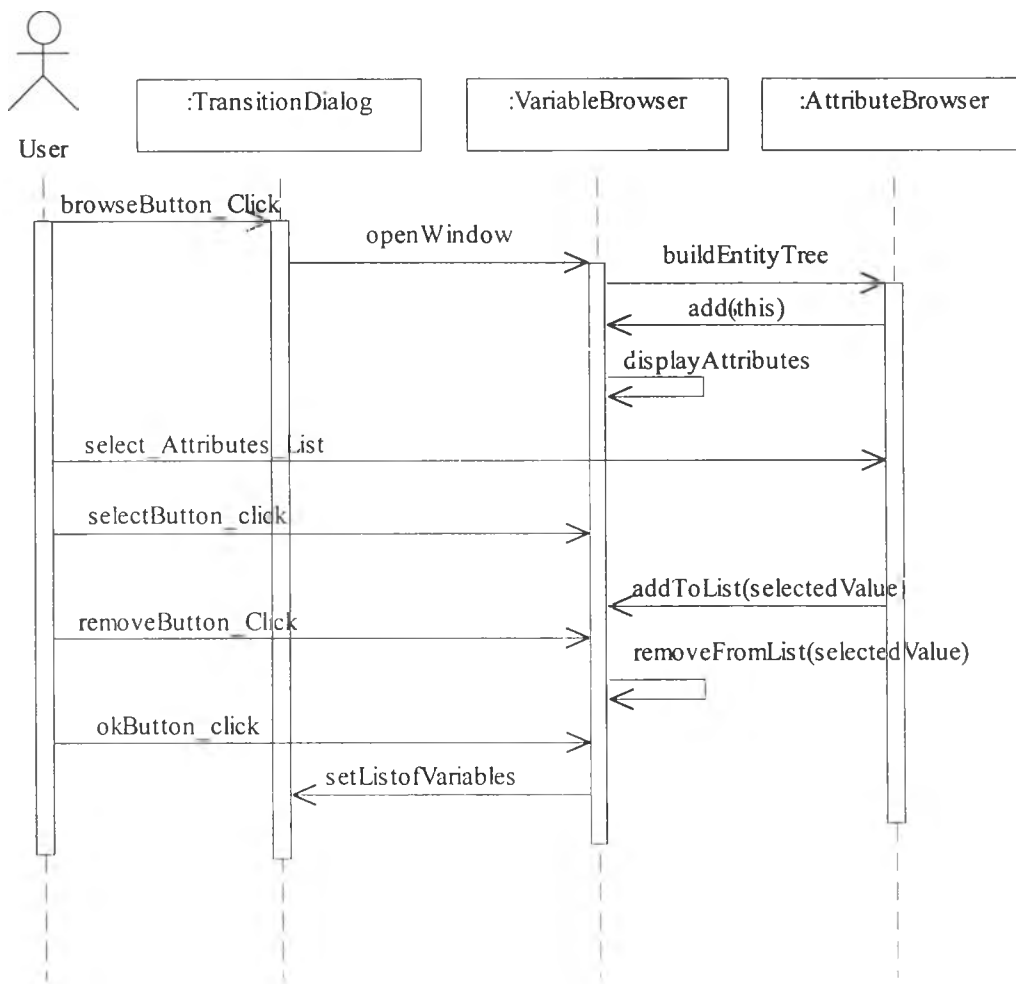 :TransitionDialog
:VariableBrowser
:AttributeBrowser
User
browseButton_Click
openWindow
buildEntityTree
add(this)
displayAttributes
select_Attributes_List
selectButton_click
addToList(selectedValue)
removeButton_Click
removeFromList(selectedValue)
okButton_click
setListofVariables